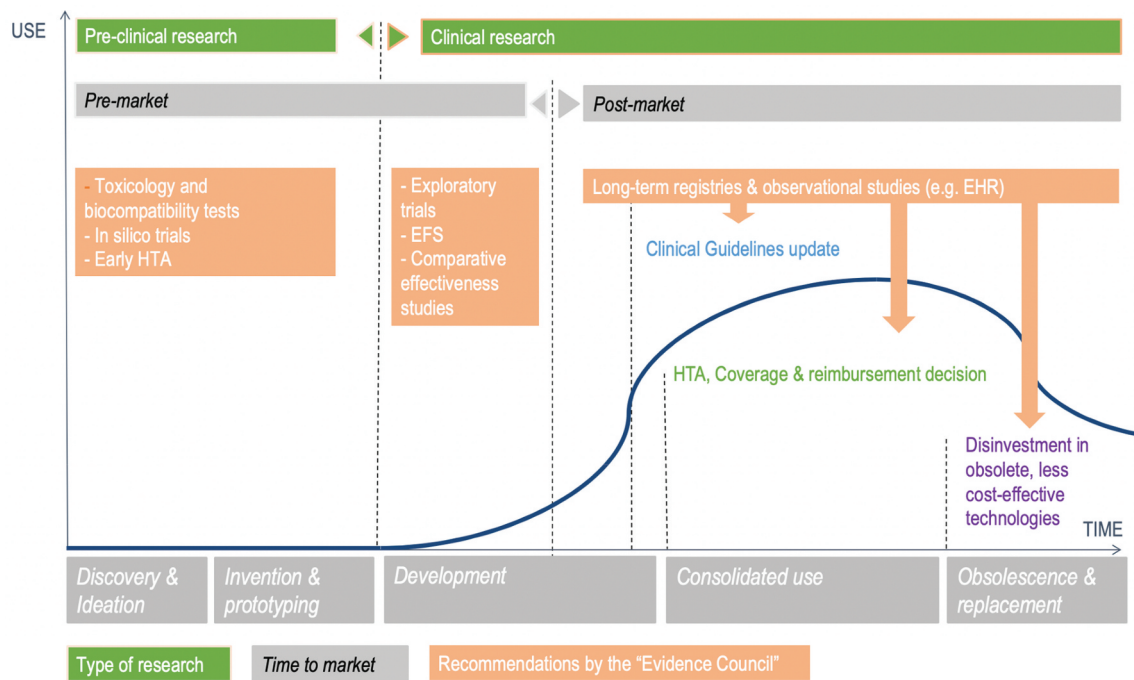 USE
Pre-clinical research
Clinical research
Pre-market
Post-market
- Toxicology and
biocompatibility tests
- In silico trials
- Early HTA
- Exploratory
trials
- EFS
- Comparative
effectiveness
studies
Long-term registries & observational studies (e.g. EHR)
Clinical Guidelines update
HTA, Coverage & reimbursement decision
Disinvestment in
obsolete, less
cost-effective
technologies
TIME
Discovery &
Ideation
Invention &
prototyping
Development
Consolidated use
Obsolescence &
replacement
Type of research
Time to market
Recommendations by the “Evidence Council”